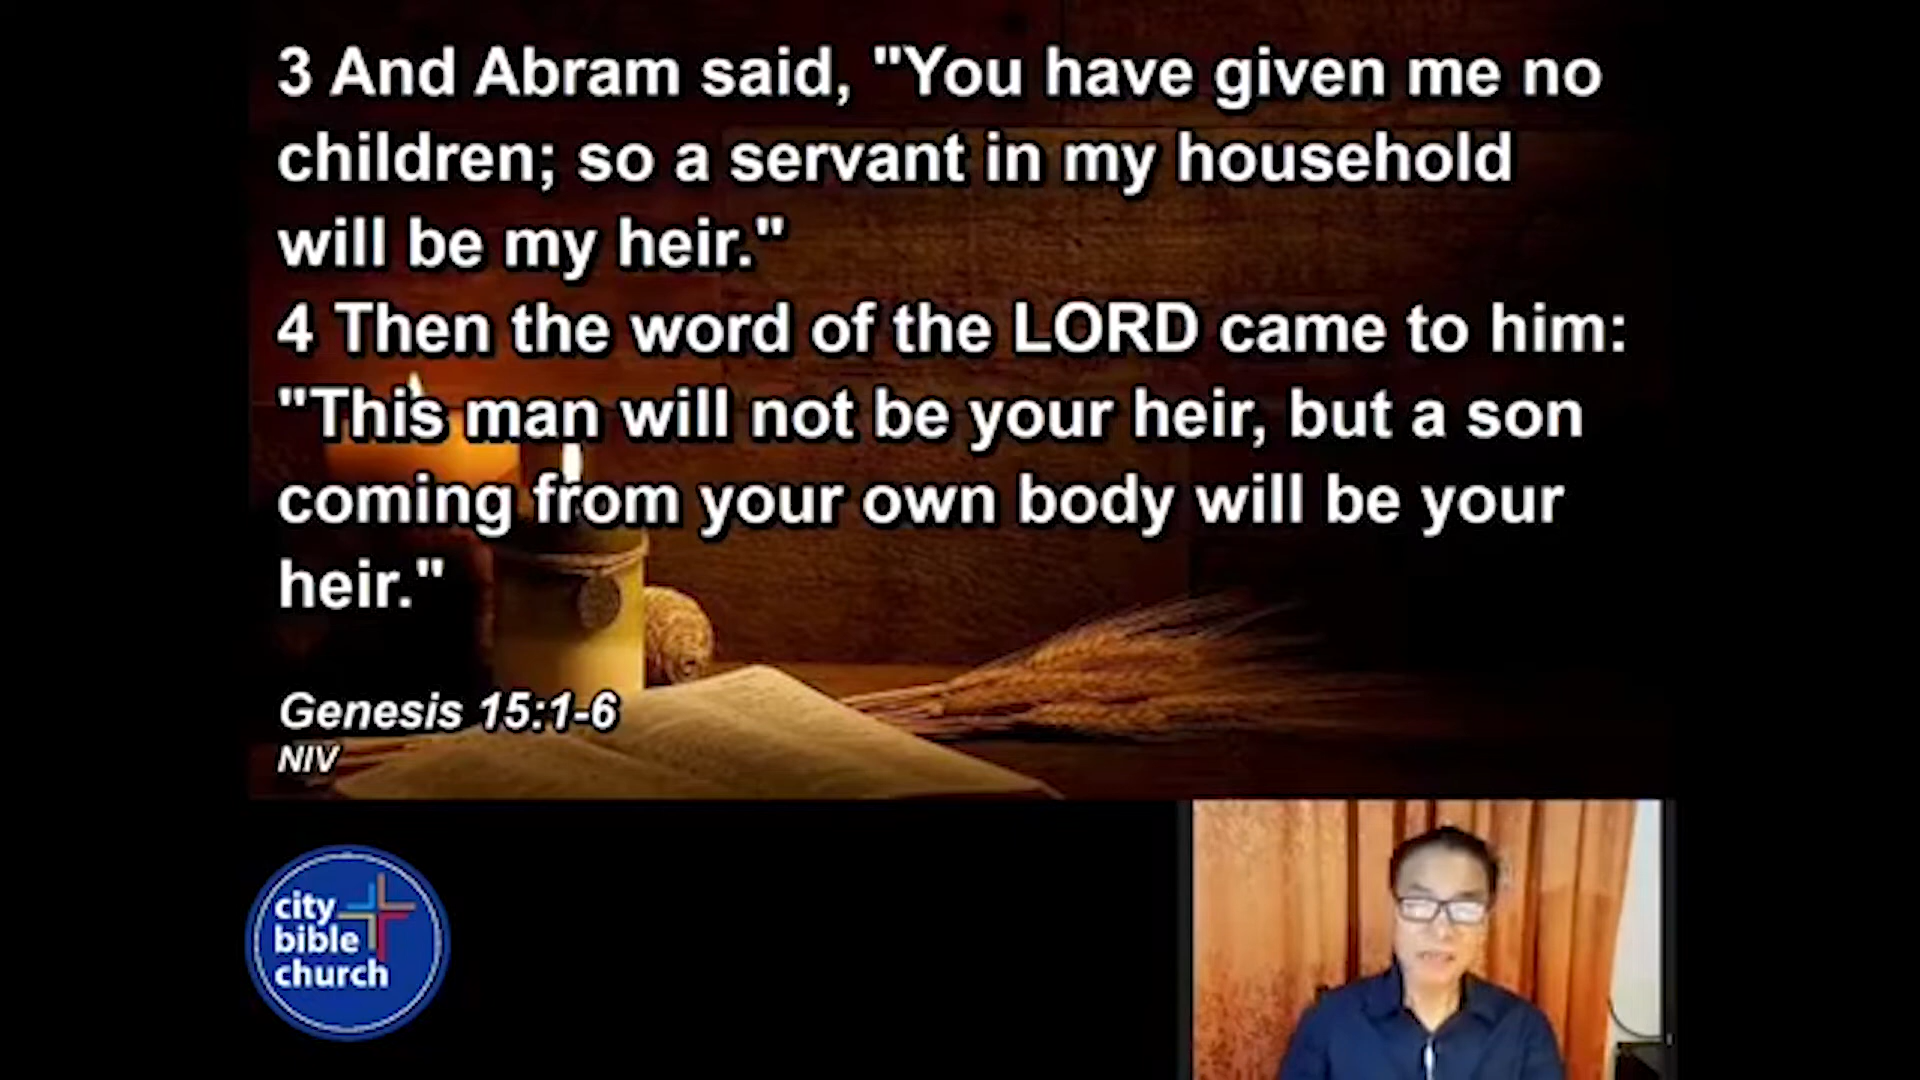 3 And Abram said, "You have given me no
children; so a servant in my household
will be my heir."
4 Then the word of the LORD came to him:
"This man will not be your heir, but a son
coming from your own body will be your
heir."
Genesis 15:1-6
NIV
city
bible
church